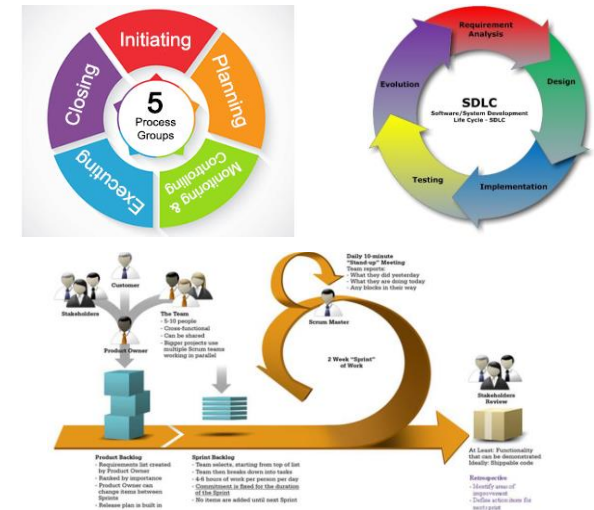 Initiating
Planning
Monitoring &
Controlling
Executing
Closing
5
Process
Groups
Requirement
Analysis
Design
Implementation
Testing
Evolution
SDLC
Software/System Development
Life Cycle - SDLC
Customer
Stakeholders
The Team
- 5-10 people
- Cross-functional
- Can be shared
- Bigger projects use
multiple Scrum teams
working in parallel
Product Owner
Daily 10-minute
"Stand-up" Meeting
Team reports:
- What they did yesterday
- What they are doing today
- Any blocks in their way
Scrum Master
2 Week "Sprint"
of Work
Stakeholders
Review
At Least: Functionality
that can be demonstrated
Ideally: Shippable code
Retrospective
- Identify areas of
improvement
- Define action items for
next sprint
Product Backlog
- Requirements list created
by Product Owner
- Ranked by importance
- Product Owner can
change items between
Sprints
- Release plan is built in
Sprint Backlog
- Team selects, starting from top of list
- Team then breaks down into tasks
- 4-6 hours of work per person per day
- Commitment is fixed for the duration
of the Sprint
- No items are added until next Sprint